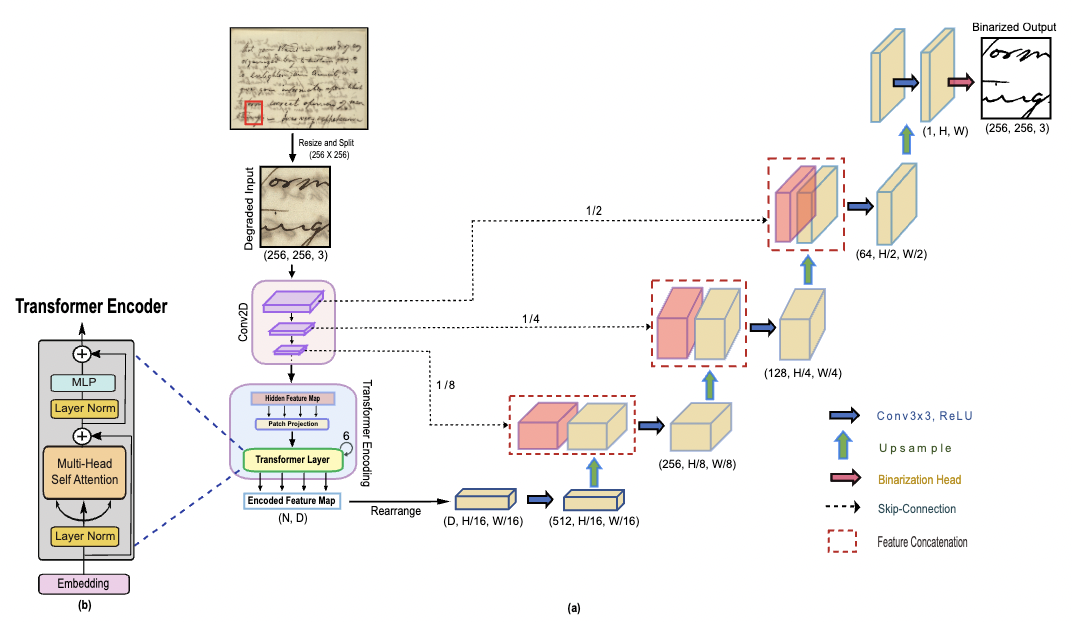 Binarized Output
(256, 256, 3)
(1, H, W)
Resize and Split
(256 X 256)
Degraded Input
(256, 256, 3)
1/2
(64, H/2, W/2)
Transformer Encoder
Conv2D
1/4
(128, H/4, W/4)
1/8
MLP
Layer Norm
Multi-Head
Self Attention
Layer Norm
Embedding
(b)
Transformer Encoding
Hidden Feature Map
Patch Projection
6
Transformer Layer
Encoded Feature Map
(N, D)
Rearrange
(D, H/16, W/16)
(512, H/16, W/16)
(256, H/8, W/8)
Conv3x3, ReLU
Upsample
Binarization Head
Skip-Connection
Feature Concatenation
(a)